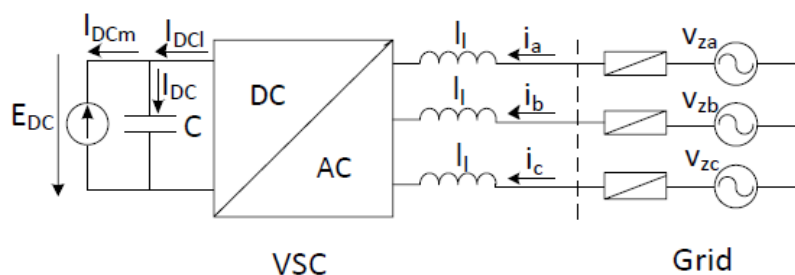 I_DCm I_DCl l_l i_a v_za
I_DC DC
E_DC C l_l i_b v_zb
AC l_l i_c v_zc
VSC Grid